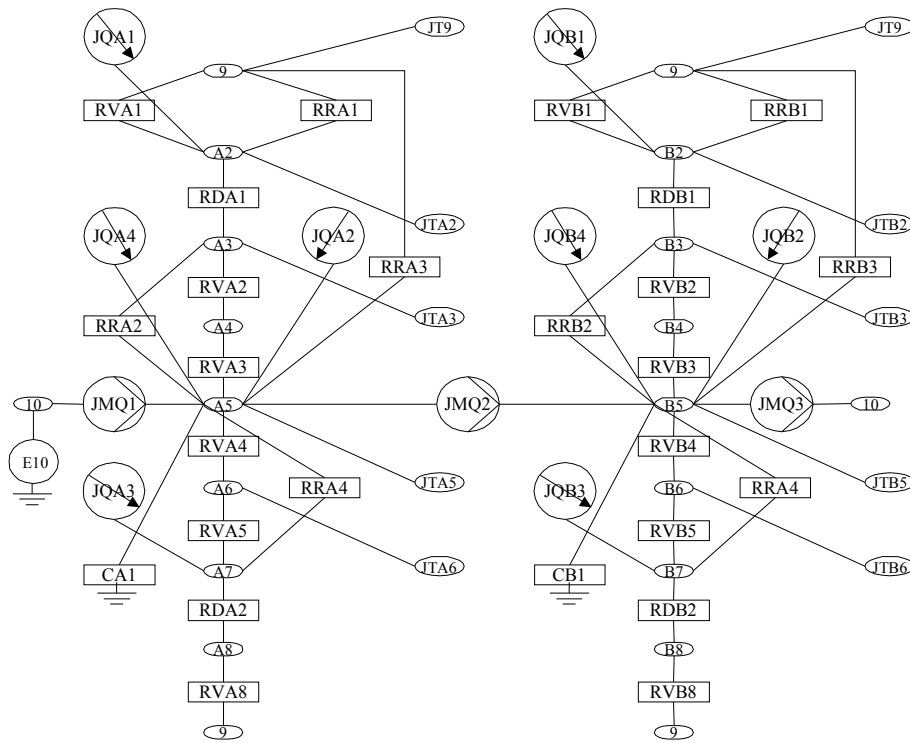 JQA1 JT9 JQB1 JT9
9 9
RVA1 RRA1 RVB1 RRB1
A2 B2
RDA1 RDB1
JTA2 JTB2
JQA4 A3 JQA2 JQB4 B3 JQB2
RRA3 RRB3
RVA2 RVB2
JTA3 JTB3
RRA2 A4 RRB2 B4
RVA3 RVB3
10 JMQ1 A5 JMQ2 B5 JMQ3 10
RVA4 RVB4
E10
JQA3 A6 RRA4 JTA5 JQB3 B6 RRA4 JTB5
RVA5 RVB5
CA1 A7 JTA6 CB1 B7 JTB6
RDA2 RDB2
A8 B8
RVA8 RVB8
9 9